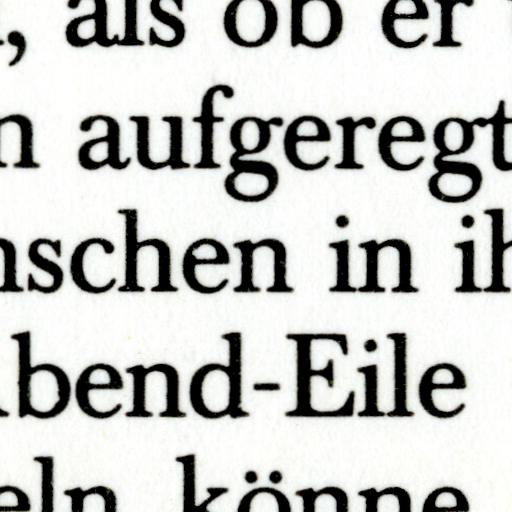 , als ob er
n aufgeregt
nschen in ih
bend-Eile
eln könne